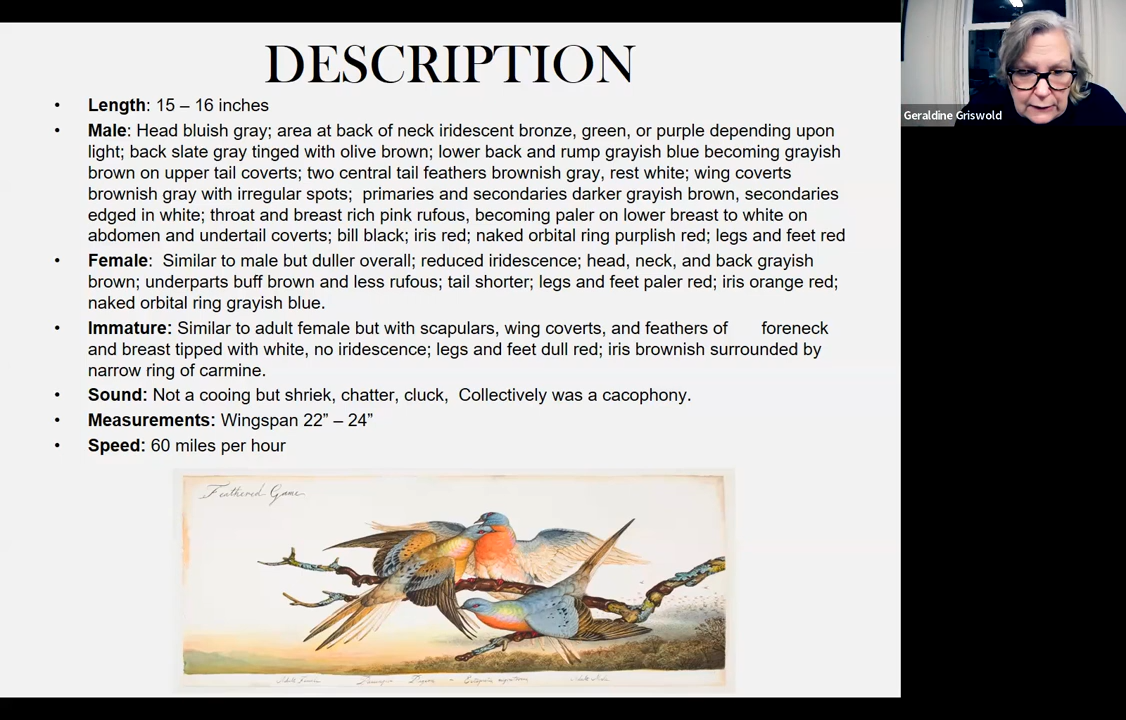 DESCRIPTION
• Length: 15 – 16 inches
• Male: Head bluish gray; area at back of neck iridescent bronze, green, or purple depending upon
light; back slate gray tinged with olive brown; lower back and rump grayish blue becoming grayish
brown on upper tail coverts; two central tail feathers brownish gray, rest white; wing coverts
brownish gray with irregular spots; primaries and secondaries darker grayish brown, secondaries
edged in white; throat and breast rich pink rufous, becoming paler on lower breast to white on
abdomen and undertail coverts; bill black; iris red; naked orbital ring purplish red; legs and feet red
• Female: Similar to male but duller overall; reduced iridescence; head, neck, and back grayish
brown; underparts buff brown and less rufous; tail shorter; legs and feet paler red; iris orange red;
naked orbital ring grayish blue.
• Immature: Similar to adult female but with scapulars, wing coverts, and feathers of foreneck
and breast tipped with white, no iridescence; legs and feet dull red; iris brownish surrounded by
narrow ring of carmine.
• Sound: Not a cooing but shriek, chatter, cluck, Collectively was a cacophony.
• Measurements: Wingspan 22” – 24”
• Speed: 60 miles per hour
Feathered Game
Geraldine Griswold